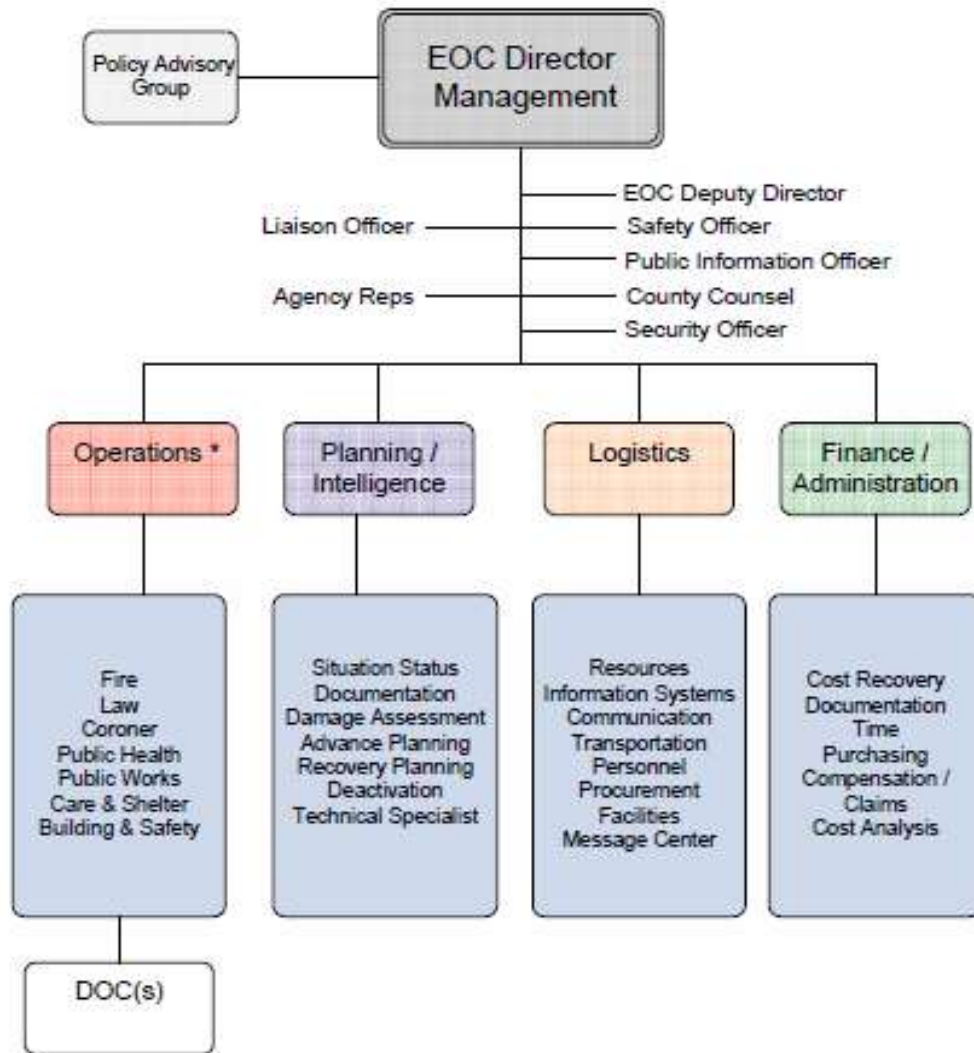 Policy Advisory
Group
EOC Director
Management
EOC Deputy Director
Liaison Officer
Safety Officer
Public Information Officer
Agency Reps
County Counsel
Security Officer
Operations *
Planning /
Intelligence
Logistics
Finance /
Administration
Fire
Law
Coroner
Public Health
Public Works
Care & Shelter
Building & Safety
Situation Status
Documentation
Damage Assessment
Advance Planning
Recovery Planning
Deactivation
Technical Specialist
Resources
Information Systems
Communication
Transportation
Personnel
Procurement
Facilities
Message Center
Cost Recovery
Documentation
Time
Purchasing
Compensation /
Claims
Cost Analysis
DOC(s)